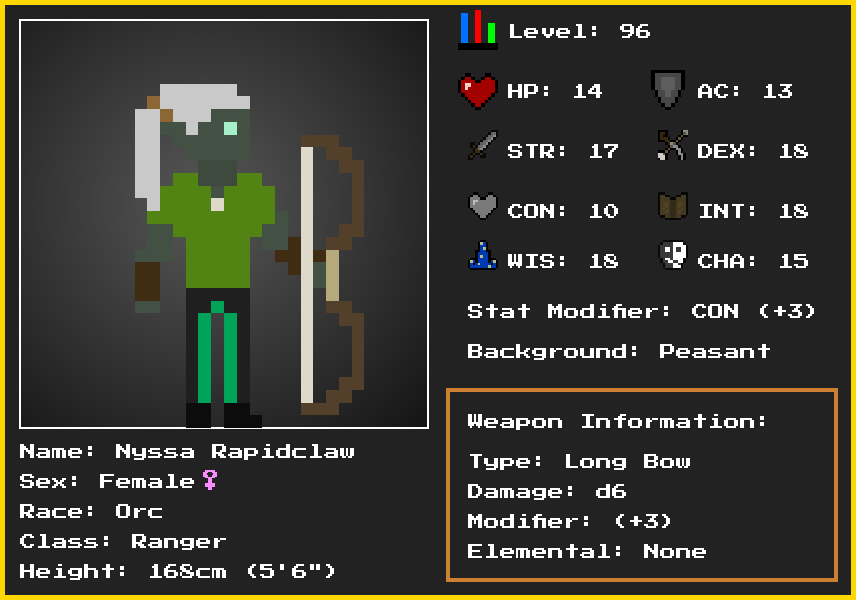 Level: 96
HP: 14 AC: 13
STR: 17 DEX: 18
CON: 10 INT: 18
WIS: 18 CHA: 15
Stat Modifier: CON (+3)
Background: Peasant
Weapon Information:
Type: Long Bow
Damage: d6
Modifier: (+3)
Elemental: None
Name: Nyssa Rapidclaw
Sex: Female♀
Race: Orc
Class: Ranger
Height: 168cm (5'6")